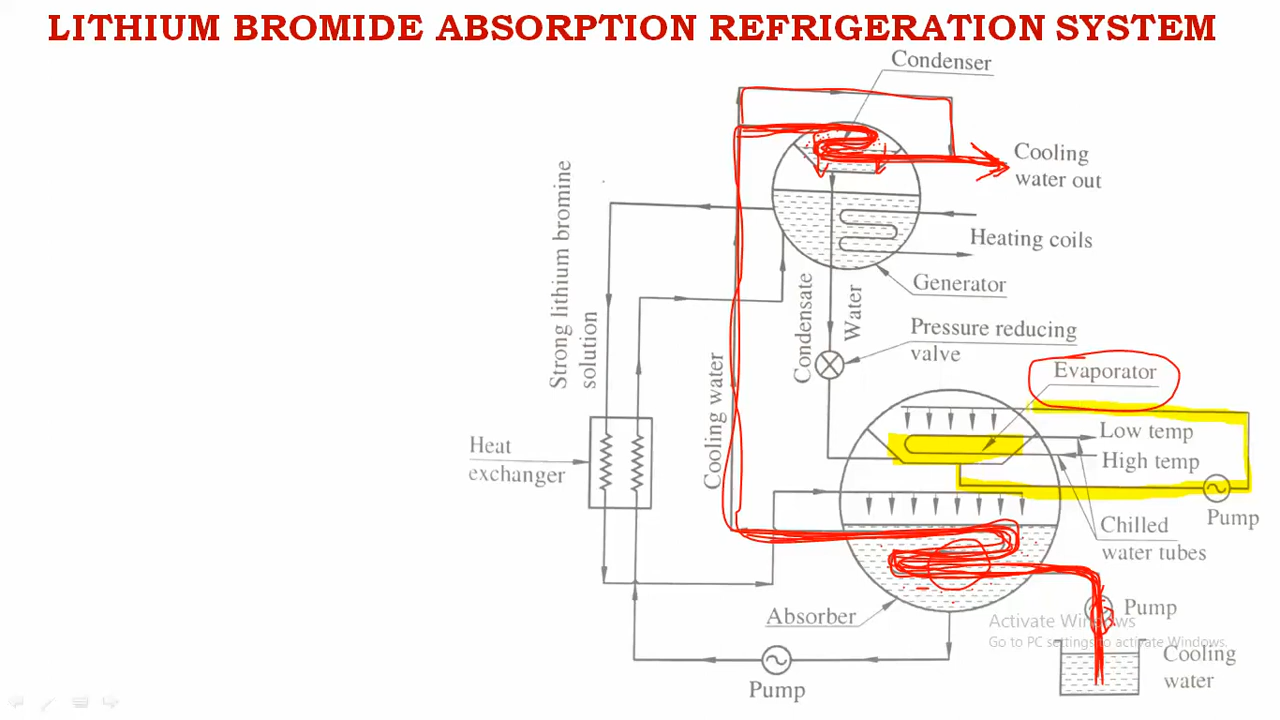 LITHIUM BROMIDE ABSORPTION REFRIGERATION SYSTEM
Condenser
Cooling
water out
Strong lithium bromine
solution
Heating coils
Generator
Condensate
Water
Pressure reducing
valve
Cooling water
Evaporator
Low temp
High temp
Heat
exchanger
Pump
Chilled
water tubes
Absorber
Pump
Activate Windows
Go to PC settings to activate Windows.
Cooling
water
Pump